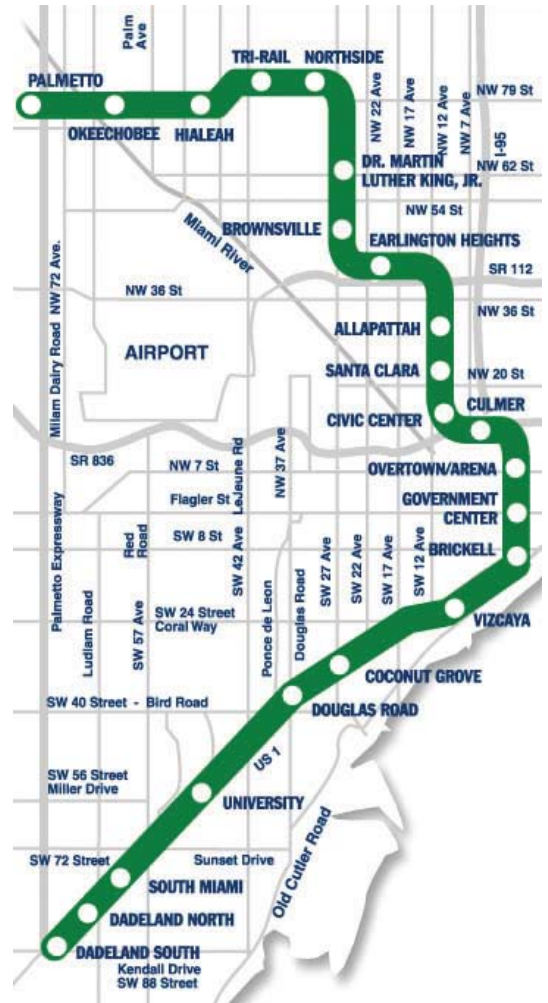 Palm
Ave
TRI-RAIL
NORTHSIDE
PALMETTO
OKEECHOBEE
HIALEAH
NW 22 Ave
NW 17 Ave
NW 12 Ave
NW 7 Ave
I-95
NW 79 St
DR. MARTIN
LUTHER KING, JR.
NW 62 St
NW 54 St
BROWNSVILLE
Miami River
EARLINGTON HEIGHTS
SR 112
NW 72 Ave.
NW 36 St
NW 36 St
ALLAPATTAH
AIRPORT
Milam Dairy Road
SANTA CLARA
NW 20 St
CIVIC CENTER
CULMER
SR 836
LeJeune Rd
NW 37 Ave
NW 7 St
OVERTOWN/ARENA
Flagler St
GOVERNMENT
CENTER
Palmetto Expressway
Red
Road
SW 8 St
BRICKELL
SW 42 Ave
SW 27 Ave
SW 22 Ave
SW 17 Ave
SW 12 Ave
Ludlam Road
SW 57 Ave
SW 24 Street
Coral Way
Ponce de Leon
Douglas Road
VIZCAYA
COCONUT GROVE
SW 40 Street - Bird Road
DOUGLAS ROAD
US 1
SW 56 Street
Miller Drive
UNIVERSITY
SW 72 Street
Sunset Drive
Old Cutler Road
SOUTH MIAMI
DADELAND NORTH
DADELAND SOUTH
Kendall Drive
SW 88 Street